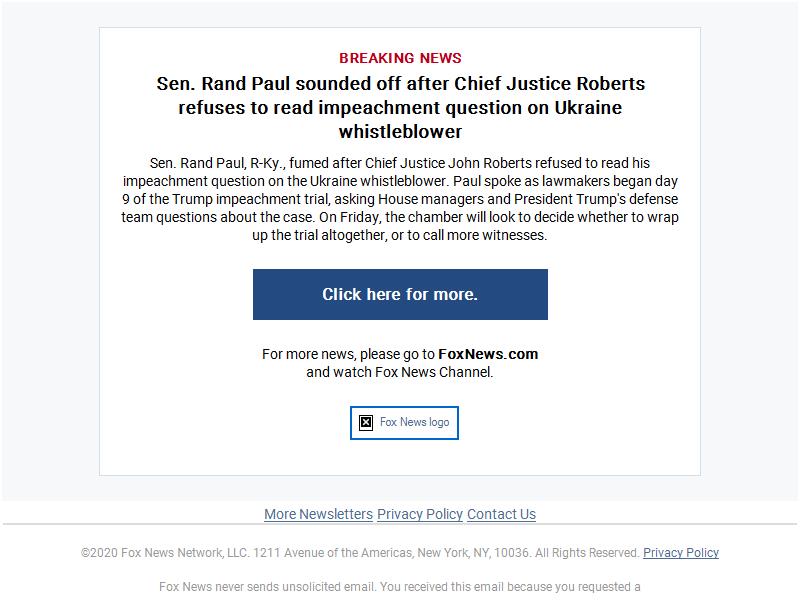 BREAKING NEWS
Sen. Rand Paul sounded off after Chief Justice Roberts
refuses to read impeachment question on Ukraine
whistleblower
Sen. Rand Paul, R-Ky., fumed after Chief Justice John Roberts refused to read his
impeachment question on the Ukraine whistleblower. Paul spoke as lawmakers began day
9 of the Trump impeachment trial, asking House managers and President Trump's defense
team questions about the case. On Friday, the chamber will look to decide whether to wrap
up the trial altogether, or to call more witnesses.
Click here for more.
For more news, please go to FoxNews.com
and watch Fox News Channel.
Fox News logo
More Newsletters Privacy Policy Contact Us
©2020 Fox News Network, LLC. 1211 Avenue of the Americas, New York, NY, 10036. All Rights Reserved. Privacy Policy
Fox News never sends unsolicited email. You received this email because you requested a